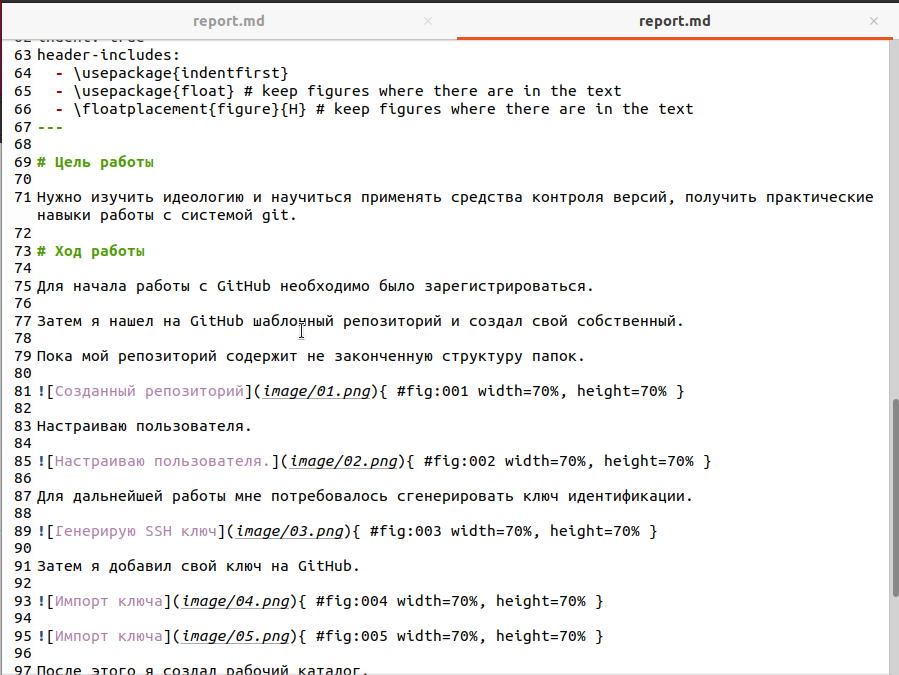 report.md × report.md ×
62 indent: true
63 header-includes:
64   - \usepackage{indentfirst}
65   - \usepackage{float} # keep figures where there are in the text
66   - \floatplacement{figure}{H} # keep figures where there are in the text
67 ---
68
69 # Цель работы
70
71 Нужно изучить идеологию и научиться применять средства контроля версий, получить практические
навыки работы с системой git.
72
73 # Ход работы
74
75 Для начала работы с GitHub необходимо было зарегистрироваться.
76
77 Затем я нашел на GitHub шаблонный репозиторий и создал свой собственный.
78
79 Пока мой репозиторий содержит не законченную структуру папок.
80
81 ![Созданный репозиторий](image/01.png){ #fig:001 width=70%, height=70% }
82
83 Настраиваю пользователя.
84
85 ![Настраиваю пользователя.](image/02.png){ #fig:002 width=70%, height=70% }
86
87 Для дальнейшей работы мне потребовалось сгенерировать ключ идентификации.
88
89 ![Генерирую SSH ключ](image/03.png){ #fig:003 width=70%, height=70% }
90
91 Затем я добавил свой ключ на GitHub.
92
93 ![Импорт ключа](image/04.png){ #fig:004 width=70%, height=70% }
94
95 ![Импорт ключа](image/05.png){ #fig:005 width=70%, height=70% }
96
97 После этого я создал рабочий каталог.